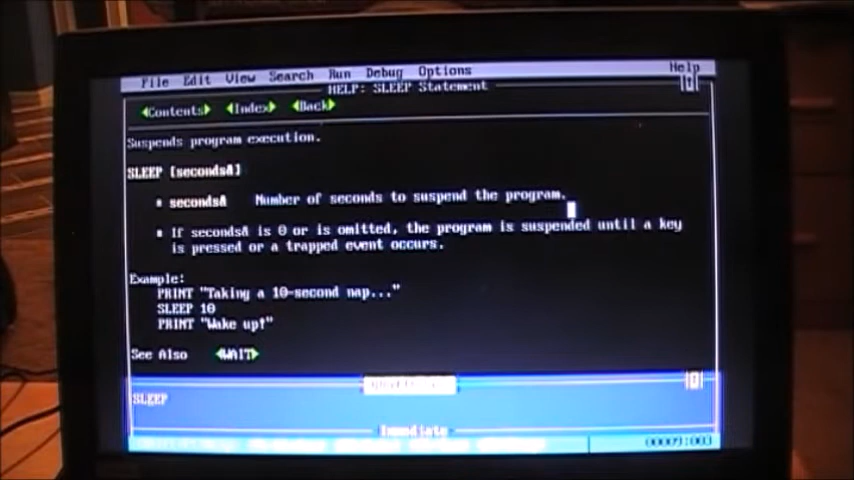 File Edit View Search Run Debug Options Help
HELP: SLEEP Statement
◄Contents► ◄Index► ◄Back►
Suspends program execution.
SLEEP [seconds&]
▪ seconds& Number of seconds to suspend the program.
▪ If seconds& is 0 or is omitted, the program is suspended until a key
is pressed or a trapped event occurs.
Example:
PRINT "Taking a 10-second nap..."
SLEEP 10
PRINT "Wake up!"
See Also ◄WAIT►
SLEEP
Immediate